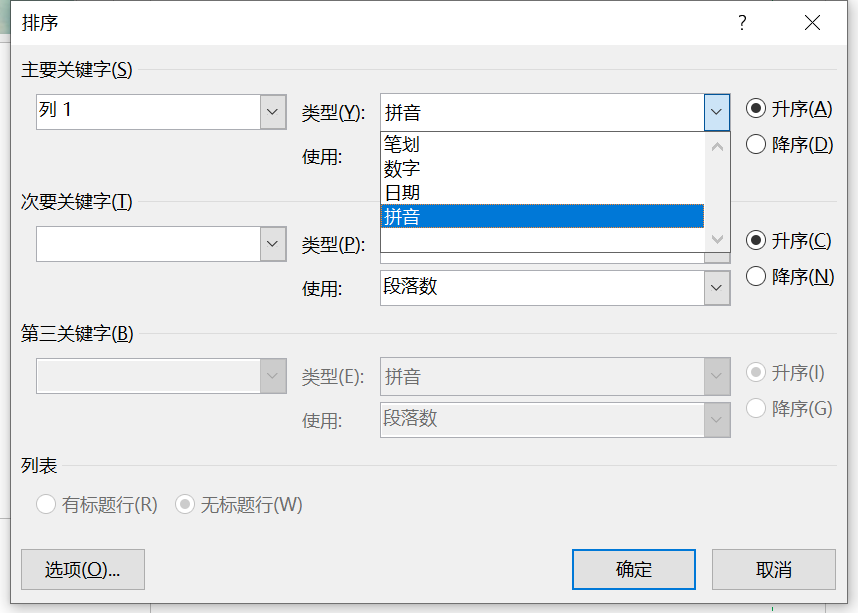 排序
?
主要关键字(S)
列 1
类型(Y):
拼音
升序(A)
降序(D)
使用:
笔划
数字
日期
拼音
次要关键字(T)
类型(P):
升序(C)
降序(N)
使用:
段落数
第三关键字(B)
类型(E):
拼音
升序(I)
降序(G)
使用:
段落数
列表
有标题行(R)
无标题行(W)
选项(O)...
确定
取消